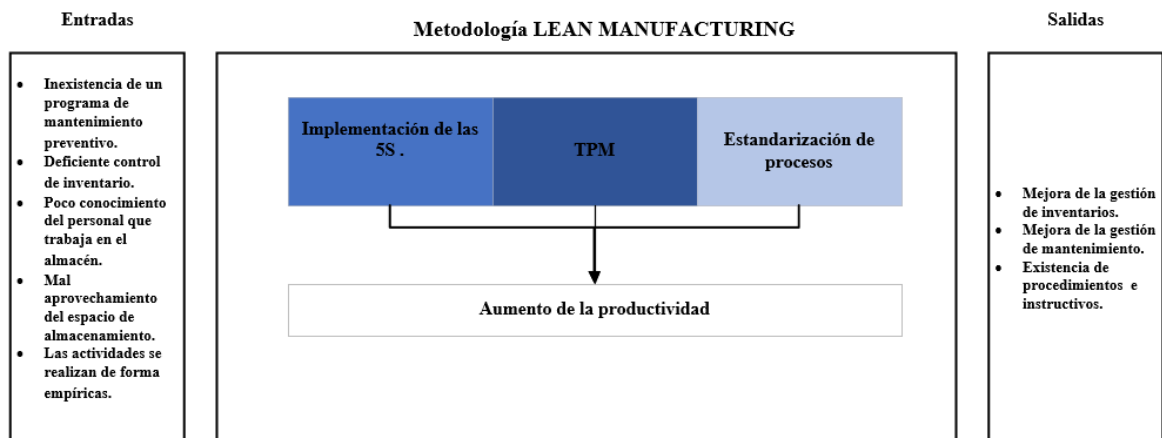 Entradas
• Inexistencia de un
programa de
mantenimiento
preventivo.
• Deficiente control
de inventario.
• Poco conocimiento
del personal que
trabaja en el
almacén.
• Mal
aprovechamiento
del espacio de
almacenamiento.
• Las actividades se
realizan de forma
empíricas.
Metodología LEAN MANUFACTURING
Implementación de las
5S .
TPM
Estandarización de
procesos
Aumento de la productividad
Salidas
• Mejora de la gestión
de inventarios.
• Mejora de la gestión
de mantenimiento.
• Existencia de
procedimientos e
instructivos.